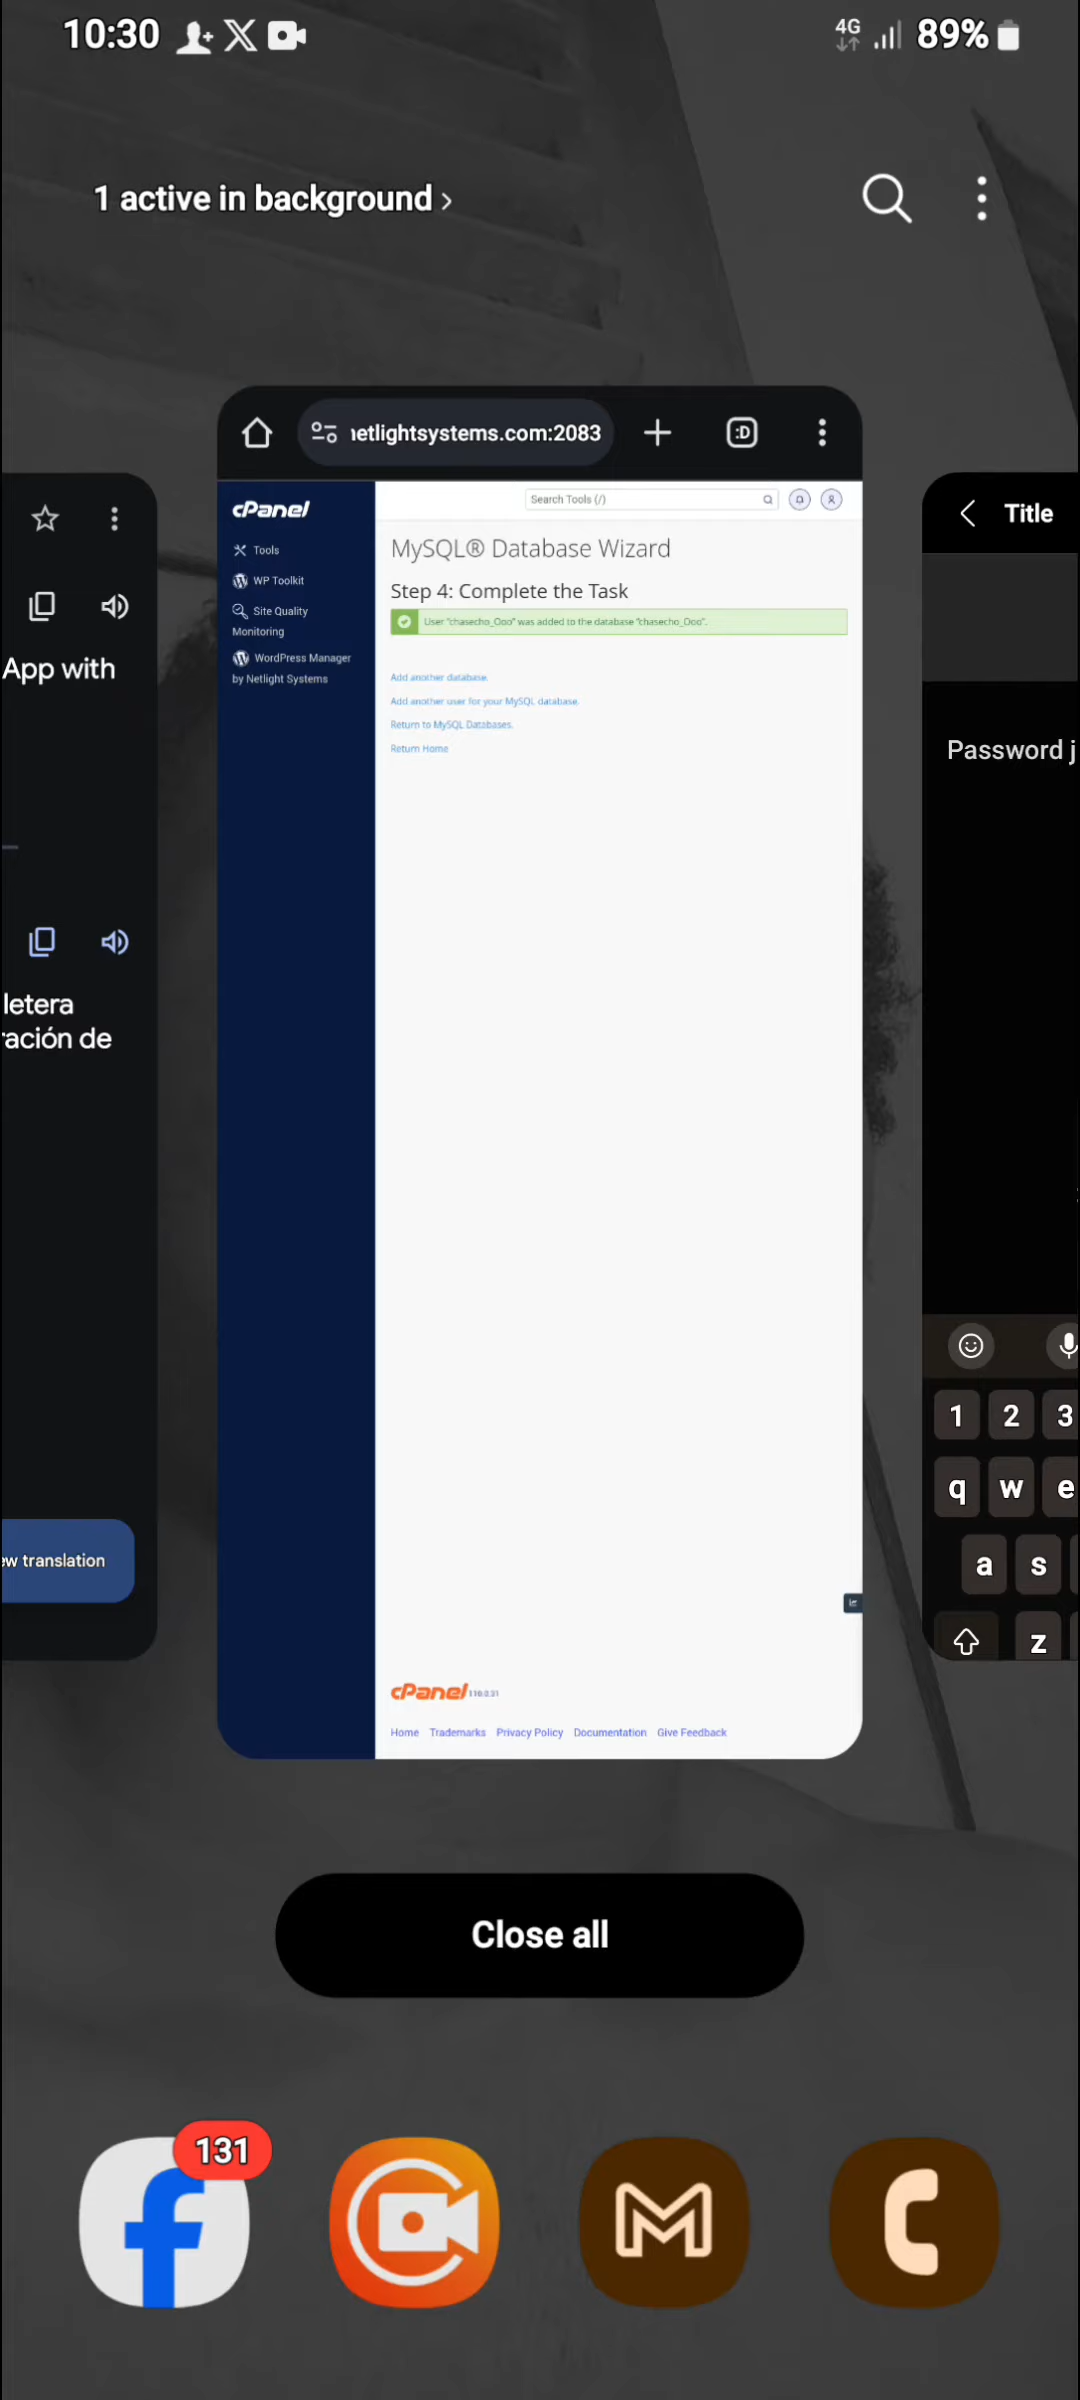 10:30
4G
89%
1 active in background ›
netlightsystems.com:2083
:D
cPanel
Search Tools (/)
Tools
WP Toolkit
Site Quality
Monitoring
WordPress Manager
by Netlight Systems
MySQL® Database Wizard
Step 4: Complete the Task
User “chasecho_Ooo” was added to the database “chasecho_Ooo”.
Add another database.
Add another user for your MySQL database.
Return to MySQL Databases.
Return Home
App with
letera
ración de
ew translation
Title
Password j
1 2 3
q w e
a s
z
cPanel
Home Trademarks Privacy Policy Documentation Give Feedback
Close all
131